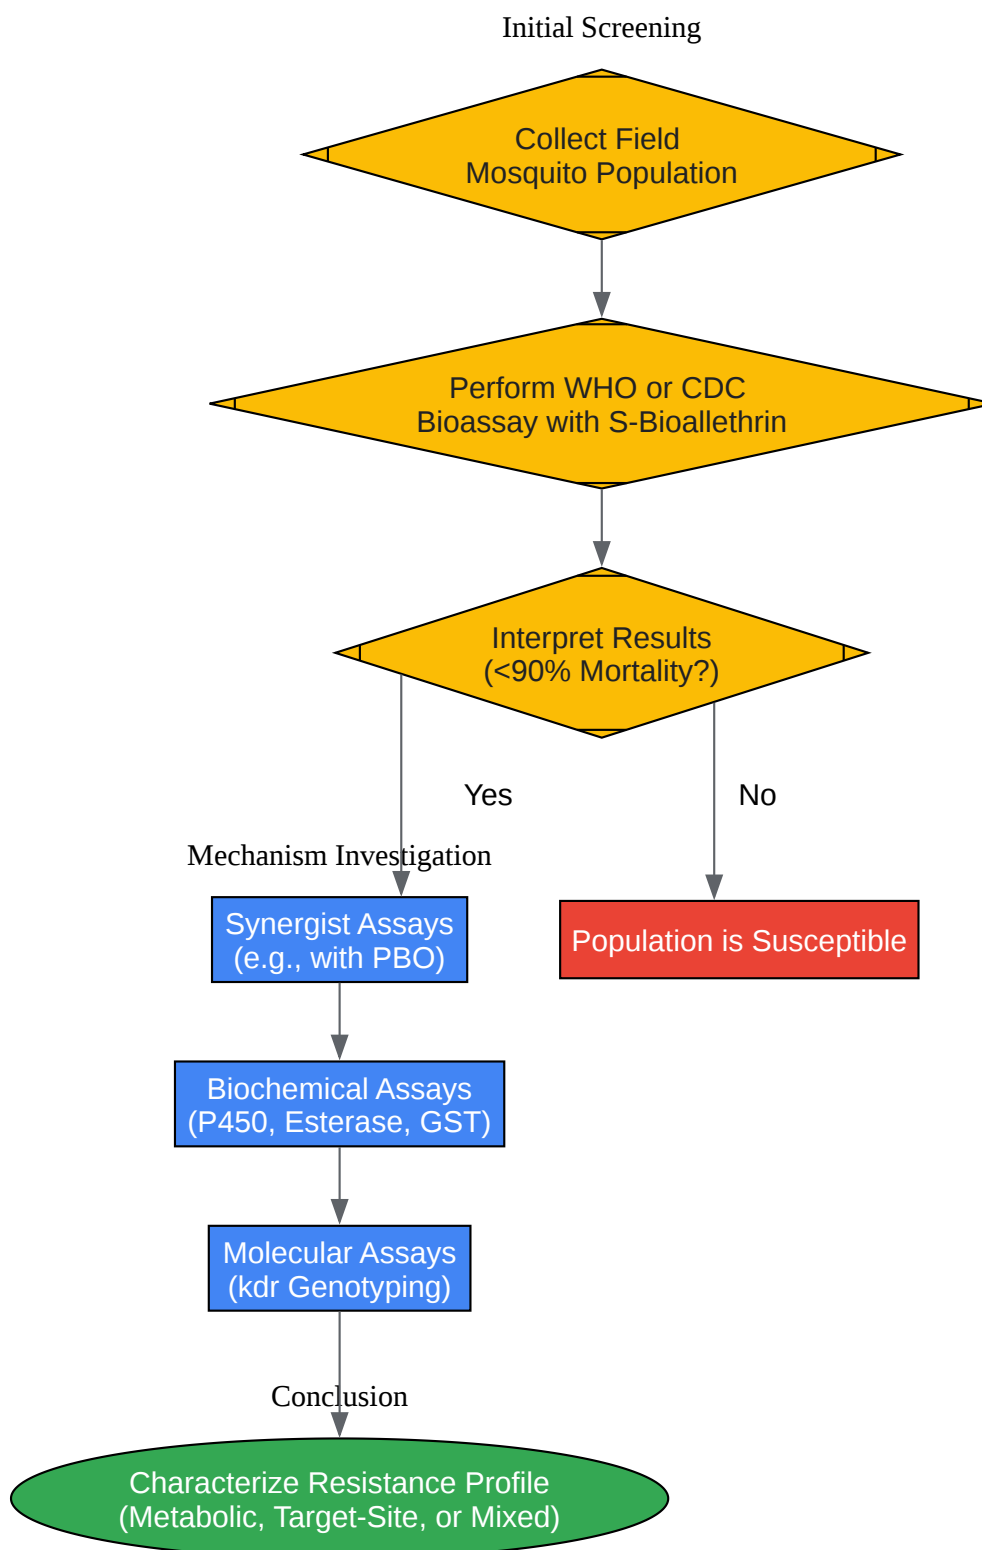 Initial Screening
Collect Field
Mosquito Population
Perform WHO or CDC
Bioassay with S-Bioallethrin
Interpret Results
(<90% Mortality?)
Yes
No
Mechanism Investigation
Synergist Assays
(e.g., with PBO)
Population is Susceptible
Biochemical Assays
(P450, Esterase, GST)
Molecular Assays
(kdr Genotyping)
Conclusion
Characterize Resistance Profile
(Metabolic, Target-Site, or Mixed)